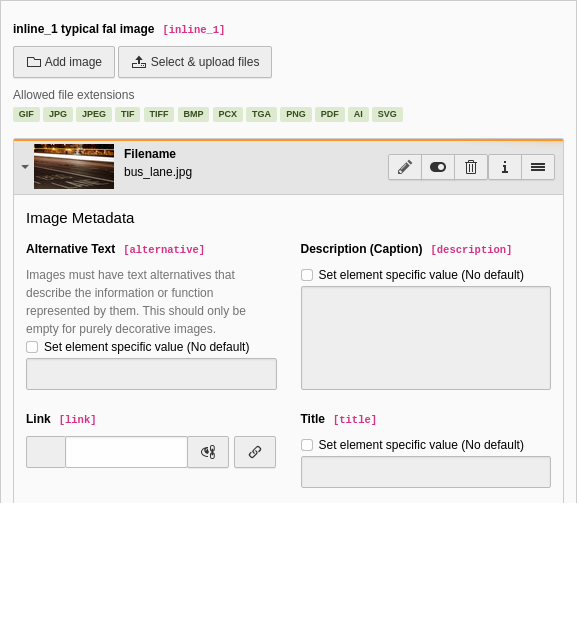 inline_1 typical fal image [inline_1]
Add image
Select & upload files
Allowed file extensions
GIF JPG JPEG TIF TIFF BMP PCX TGA PNG PDF AI SVG
Filename
bus_lane.jpg
Image Metadata
Alternative Text [alternative]
Images must have text alternatives that
describe the information or function
represented by them. This should only be
empty for purely decorative images.
Set element specific value (No default)
Description (Caption) [description]
Set element specific value (No default)
Link [link]
Title [title]
Set element specific value (No default)